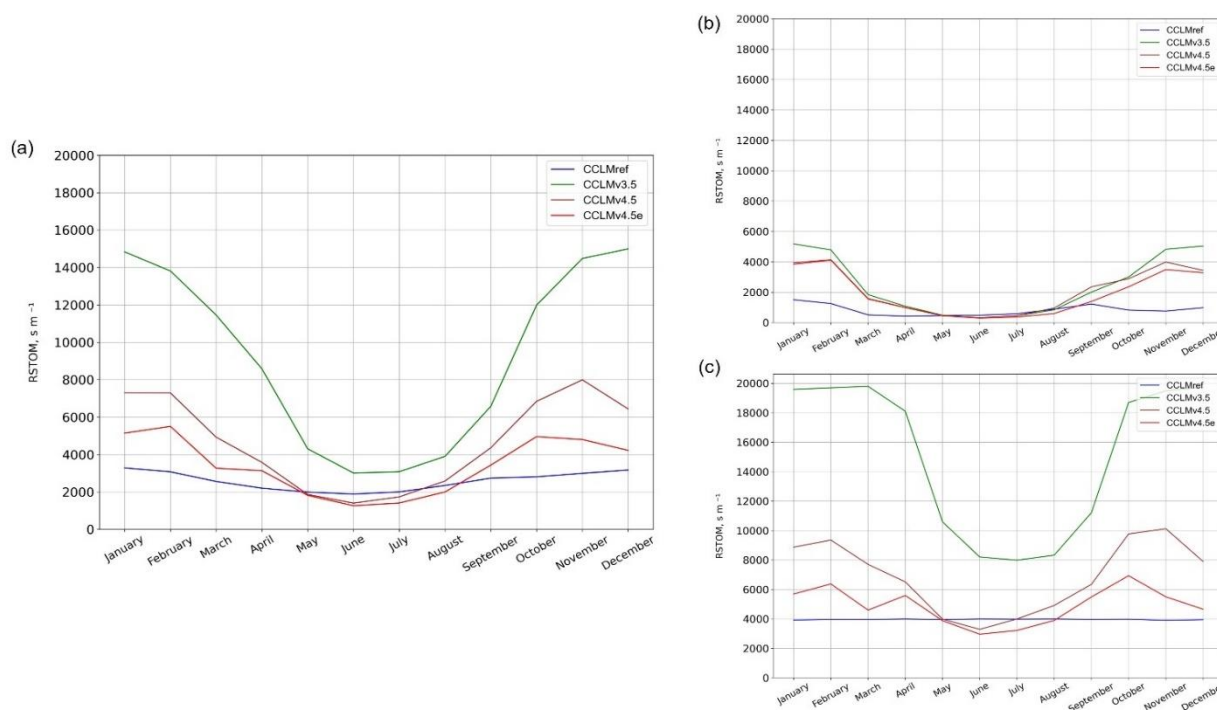 (a)
20000
18000
16000
14000
12000
10000
8000
6000
4000
2000
0
RSTOM, s m⁻¹
CCLMref
CCLMv3.5
CCLMv4.5
CCLMv4.5e
January February March April May June July August September October November December
(b)
20000
18000
16000
14000
12000
10000
8000
6000
4000
2000
0
RSTOM, s m⁻¹
CCLMref
CCLMv3.5
CCLMv4.5
CCLMv4.5e
January February March April May June July August September October November December
(c)
20000
18000
16000
14000
12000
10000
8000
6000
4000
2000
0
RSTOM, s m⁻¹
CCLMref
CCLMv3.5
CCLMv4.5
CCLMv4.5e
January February March April May June July August September October November December